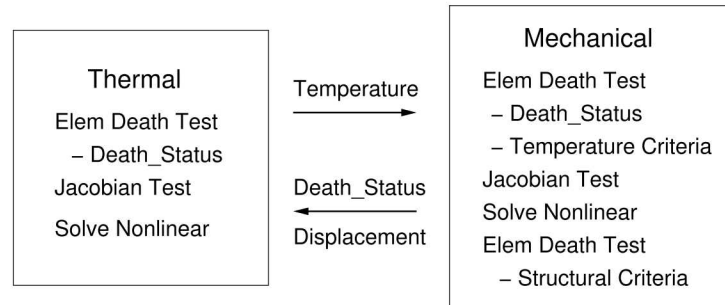 Thermal
Elem Death Test
– Death_Status
Jacobian Test
Solve Nonlinear
Temperature
Death_Status
Displacement
Mechanical
Elem Death Test
– Death_Status
– Temperature Criteria
Jacobian Test
Solve Nonlinear
Elem Death Test
– Structural Criteria